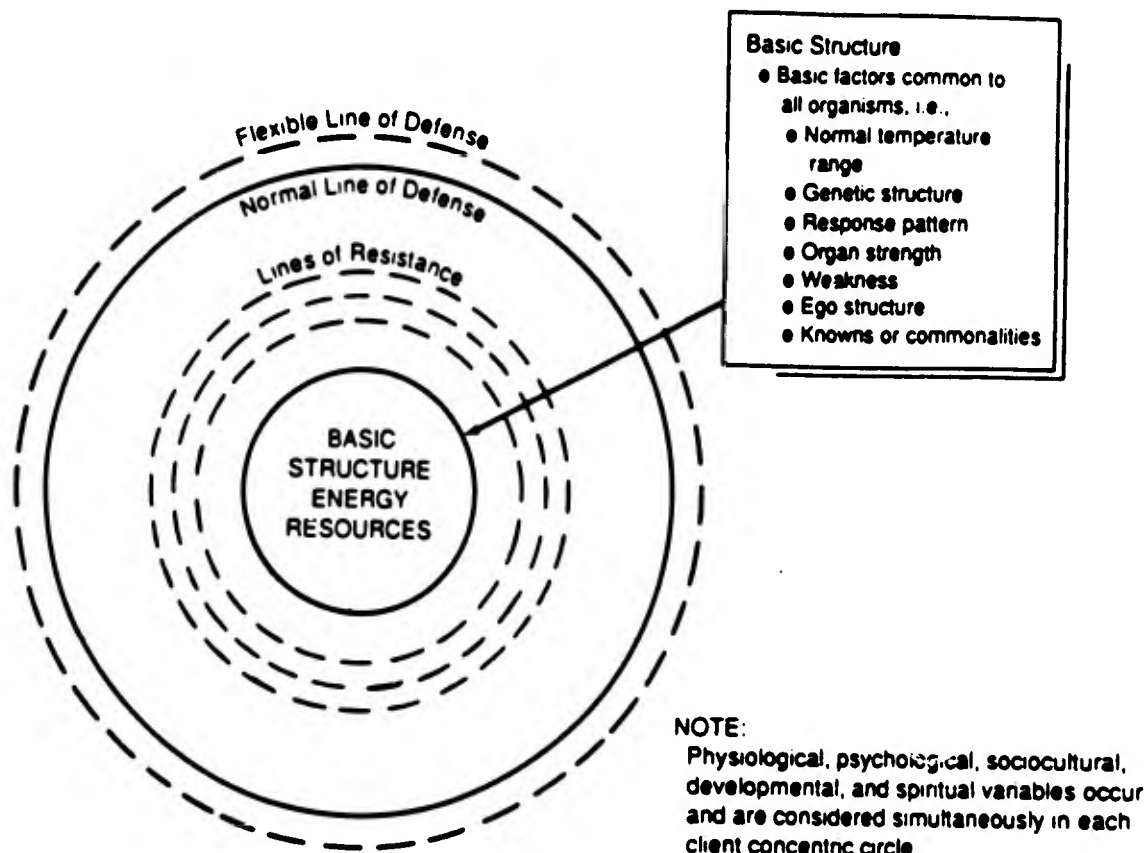 Flexible Line of Defense
Normal Line of Defense
Lines of Resistance
BASIC
STRUCTURE
ENERGY
RESOURCES
Basic Structure
● Basic factors common to
all organisms, i.e.,
● Normal temperature
range
● Genetic structure
● Response pattern
● Organ strength
● Weakness
● Ego structure
● Knowns or commonalities
NOTE:
Physiological, psychological, sociocultural,
developmental, and spiritual variables occur
and are considered simultaneously in each
client concentric circle